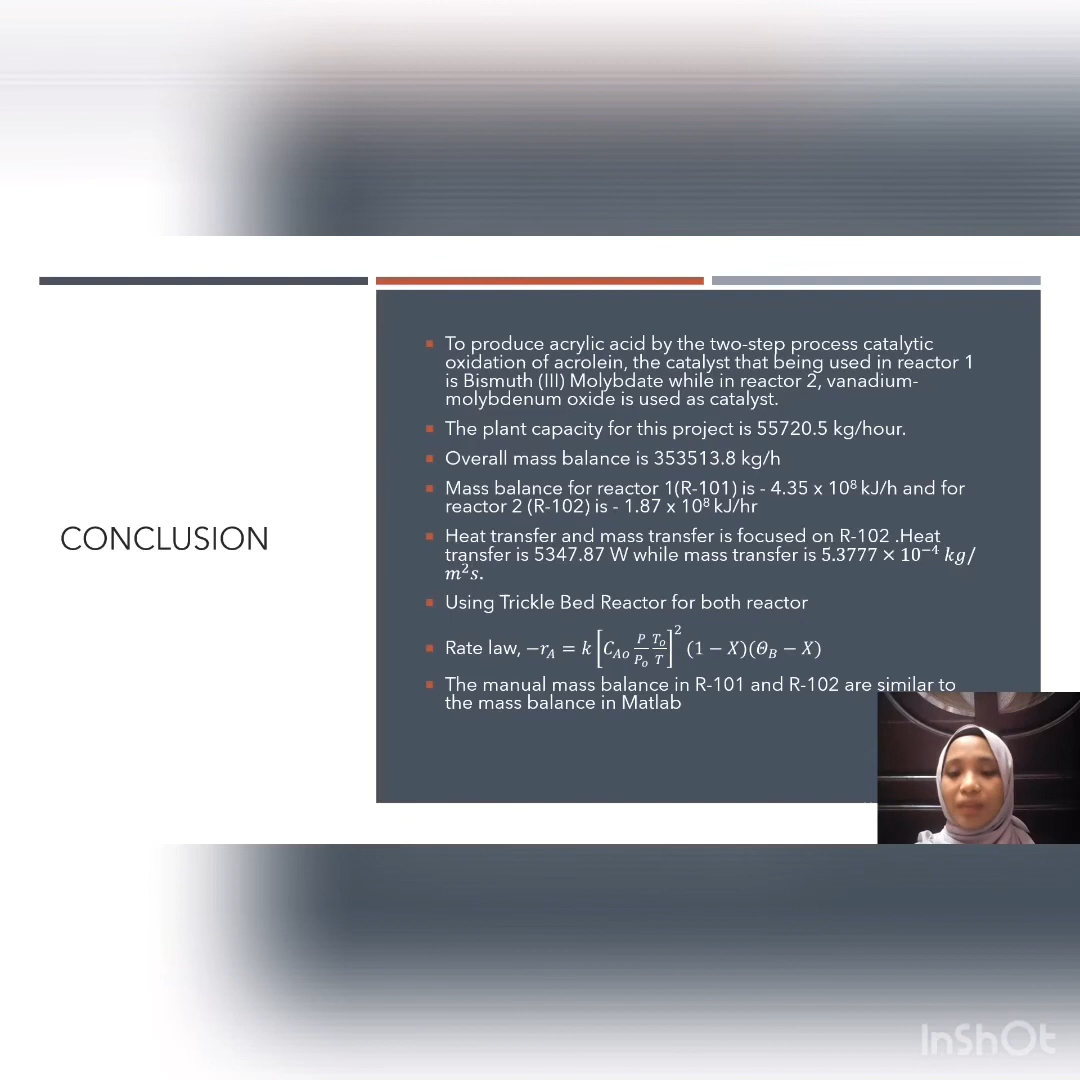 CONCLUSION
To produce acrylic acid by the two-step process catalytic
oxidation of acrolein, the catalyst that being used in reactor 1
is Bismuth (III) Molybdate while in reactor 2, vanadium-
molybdenum oxide is used as catalyst.
The plant capacity for this project is 55720.5 kg/hour.
Overall mass balance is 353513.8 kg/h
Mass balance for reactor 1(R-101) is - 4.35 x 10⁸ kJ/h and for
reactor 2 (R-102) is - 1.87 x 10⁸ kJ/hr
Heat transfer and mass transfer is focused on R-102 .Heat
transfer is 5347.87 W while mass transfer is 5.3777 × 10⁻⁴ kg/
m²s.
Using Trickle Bed Reactor for both reactor
Rate law, −r_A = k [C_Ao P/P_o T_o/T]² (1 − X)(Θ_B − X)
The manual mass balance in R-101 and R-102 are similar to
the mass balance in Matlab
InShOt